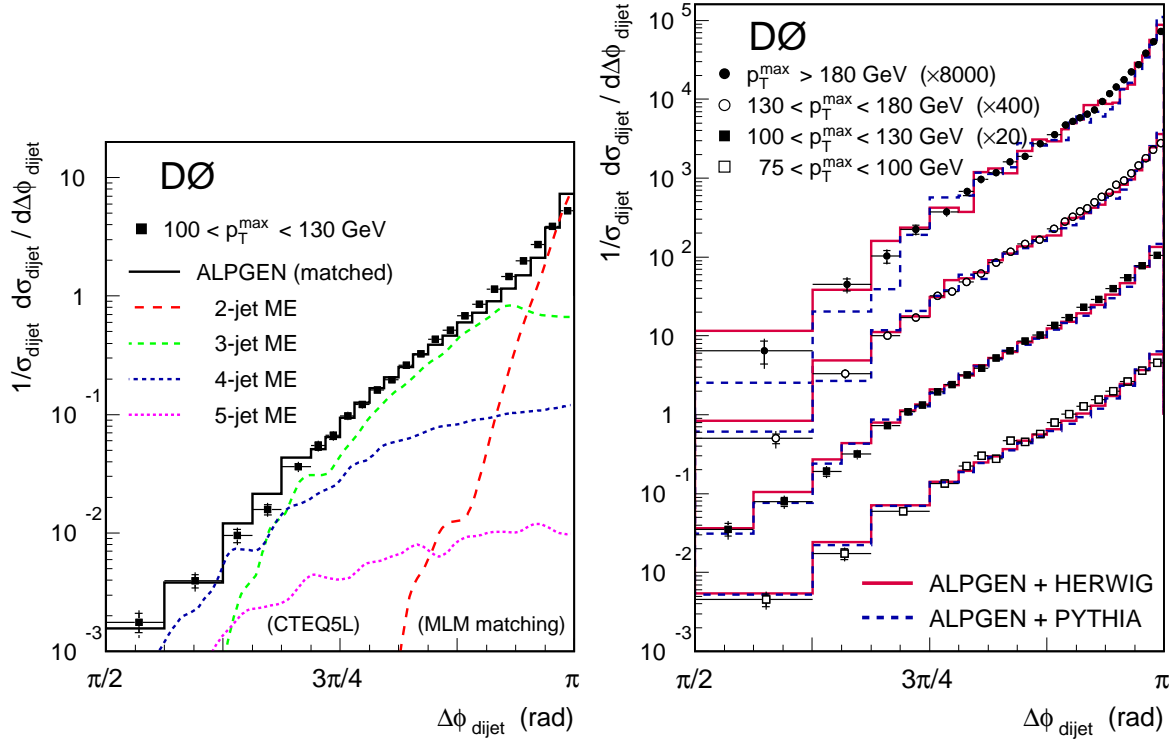 1/σ_dijet dσ_dijet / dΔϕ_dijet
DØ
100 < p_T^max < 130 GeV
ALPGEN (matched)
2-jet ME
3-jet ME
4-jet ME
5-jet ME
(CTEQ5L)
(MLM matching)
10
1
10^-1
10^-2
10^-3
π/2
3π/4
π
Δϕ_dijet (rad)
1/σ_dijet dσ_dijet / dΔϕ_dijet
DØ
p_T^max > 180 GeV (×8000)
130 < p_T^max < 180 GeV (×400)
100 < p_T^max < 130 GeV (×20)
75 < p_T^max < 100 GeV
ALPGEN + HERWIG
ALPGEN + PYTHIA
10^5
10^4
10^3
10^2
10
1
10^-1
10^-2
10^-3
π/2
3π/4
π
Δϕ_dijet (rad)